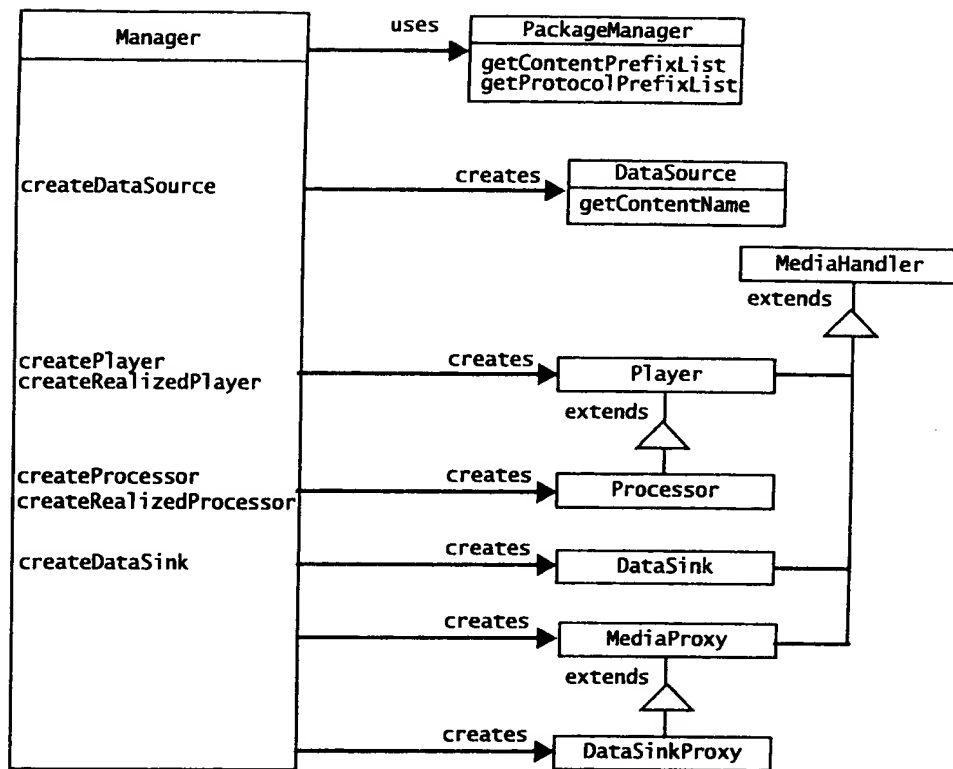 Manager
uses
PackageManager
getContentPrefixList
getProtocolPrefixList
createDataSource
creates
DataSource
getContentName
MediaHandler
extends
createPlayer
createRealizedPlayer
creates
Player
extends
createProcessor
createRealizedProcessor
creates
Processor
createDataSink
creates
DataSink
creates
MediaProxy
extends
creates
DataSinkProxy